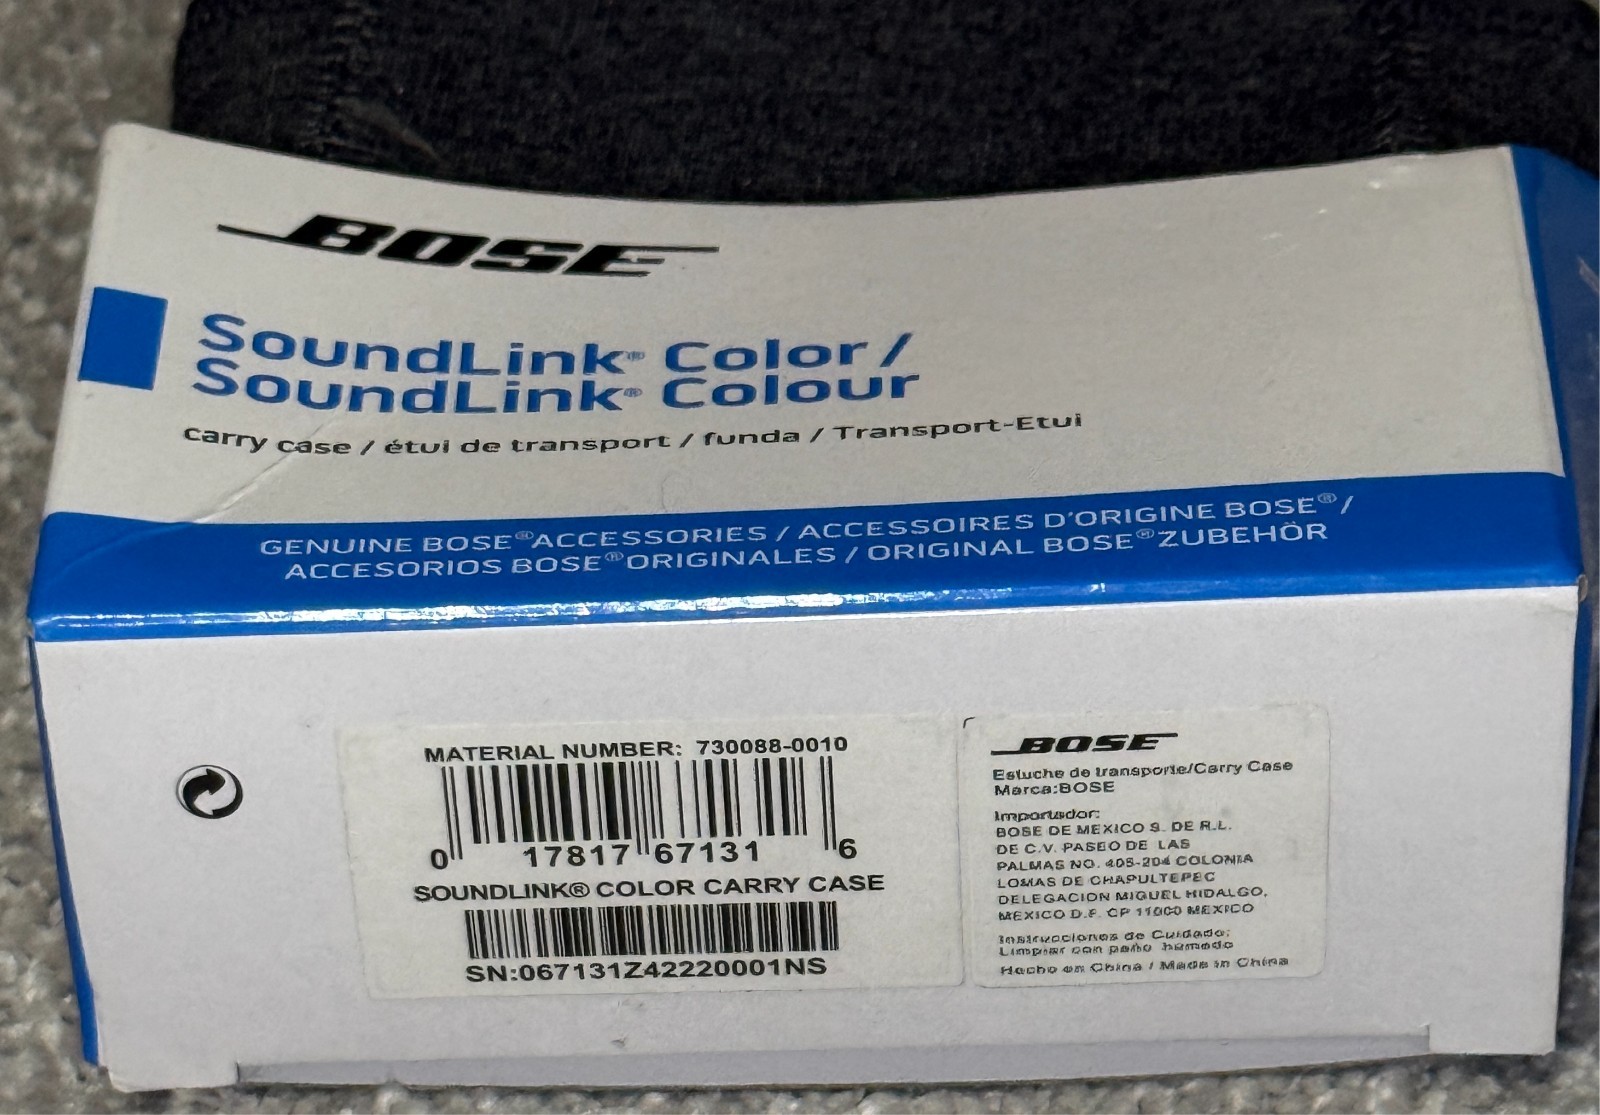 BOSE
SoundLink® Color /
SoundLink® Colour
carry case / étui de transport / funda / Transport-Etui
GENUINE BOSE® ACCESSORIES / ACCESSOIRES D'ORIGINE BOSE® /
ACCESORIOS BOSE® ORIGINALES / ORIGINAL BOSE® ZUBEHÖR
MATERIAL NUMBER: 730088-0010
0 17817 67131 6
SOUNDLINK® COLOR CARRY CASE
SN:067131Z42220001NS
BOSE
Estuche de transporte/Carry Case
Marca:BOSE
Importador:
BOSE DE MEXICO S. DE R.L.
DE C.V. PASEO DE LAS
PALMAS NO. 405-204 COLONIA
LOMAS DE CHAPULTEPEC
DELEGACION MIGUEL HIDALGO,
MEXICO D.F. CP 11000 MEXICO
Instrucciones de Cuidado:
Limpiar con paño humedo
Hecho en China / Made in China